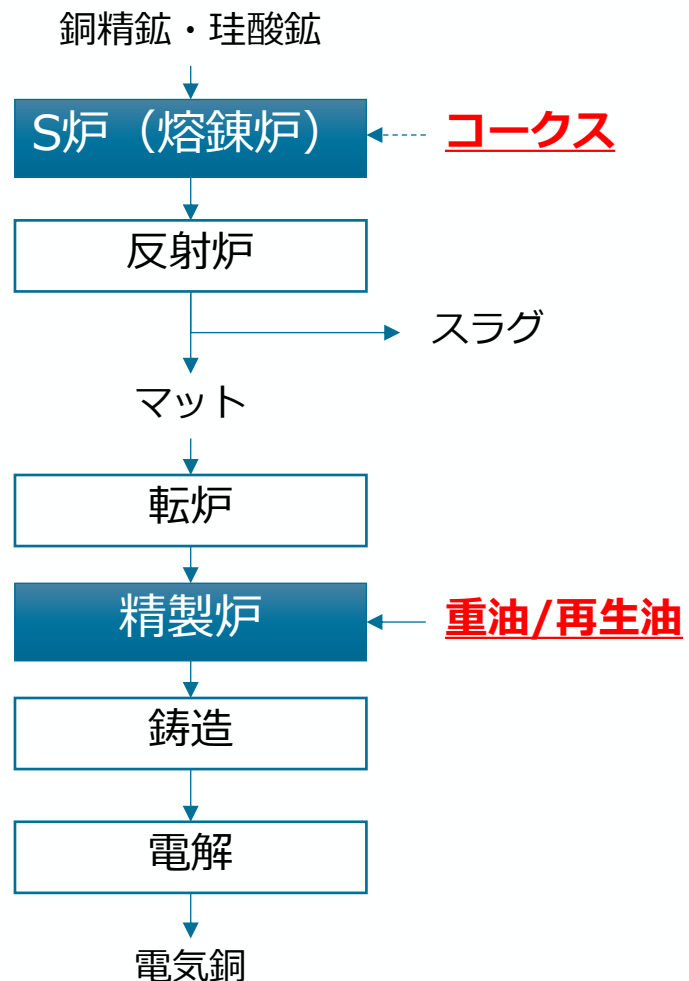 銅精鉱・珪酸鉱
S炉（熔錬炉）
コークス
反射炉
スラグ
マット
転炉
精製炉
重油/再生油
鋳造
電解
電気銅